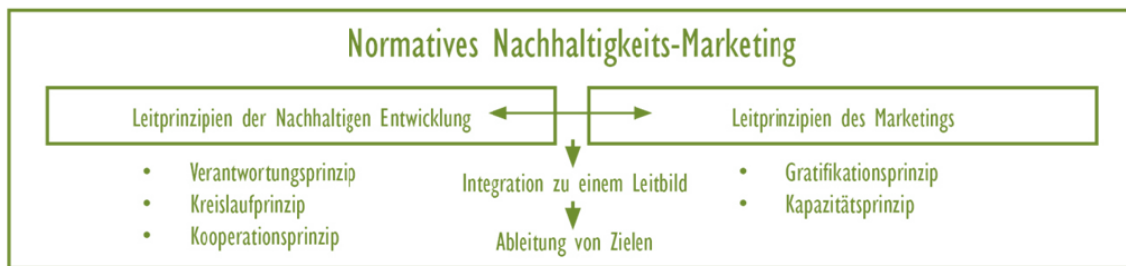 Normatives Nachhaltigkeits-Marketing
Leitprinzipien der Nachhaltigen Entwicklung
Leitprinzipien des Marketings
• Verantwortungsprinzip
• Kreislaufprinzip
• Kooperationsprinzip
Integration zu einem Leitbild
Ableitung von Zielen
• Gratifikationsprinzip
• Kapazitätsprinzip